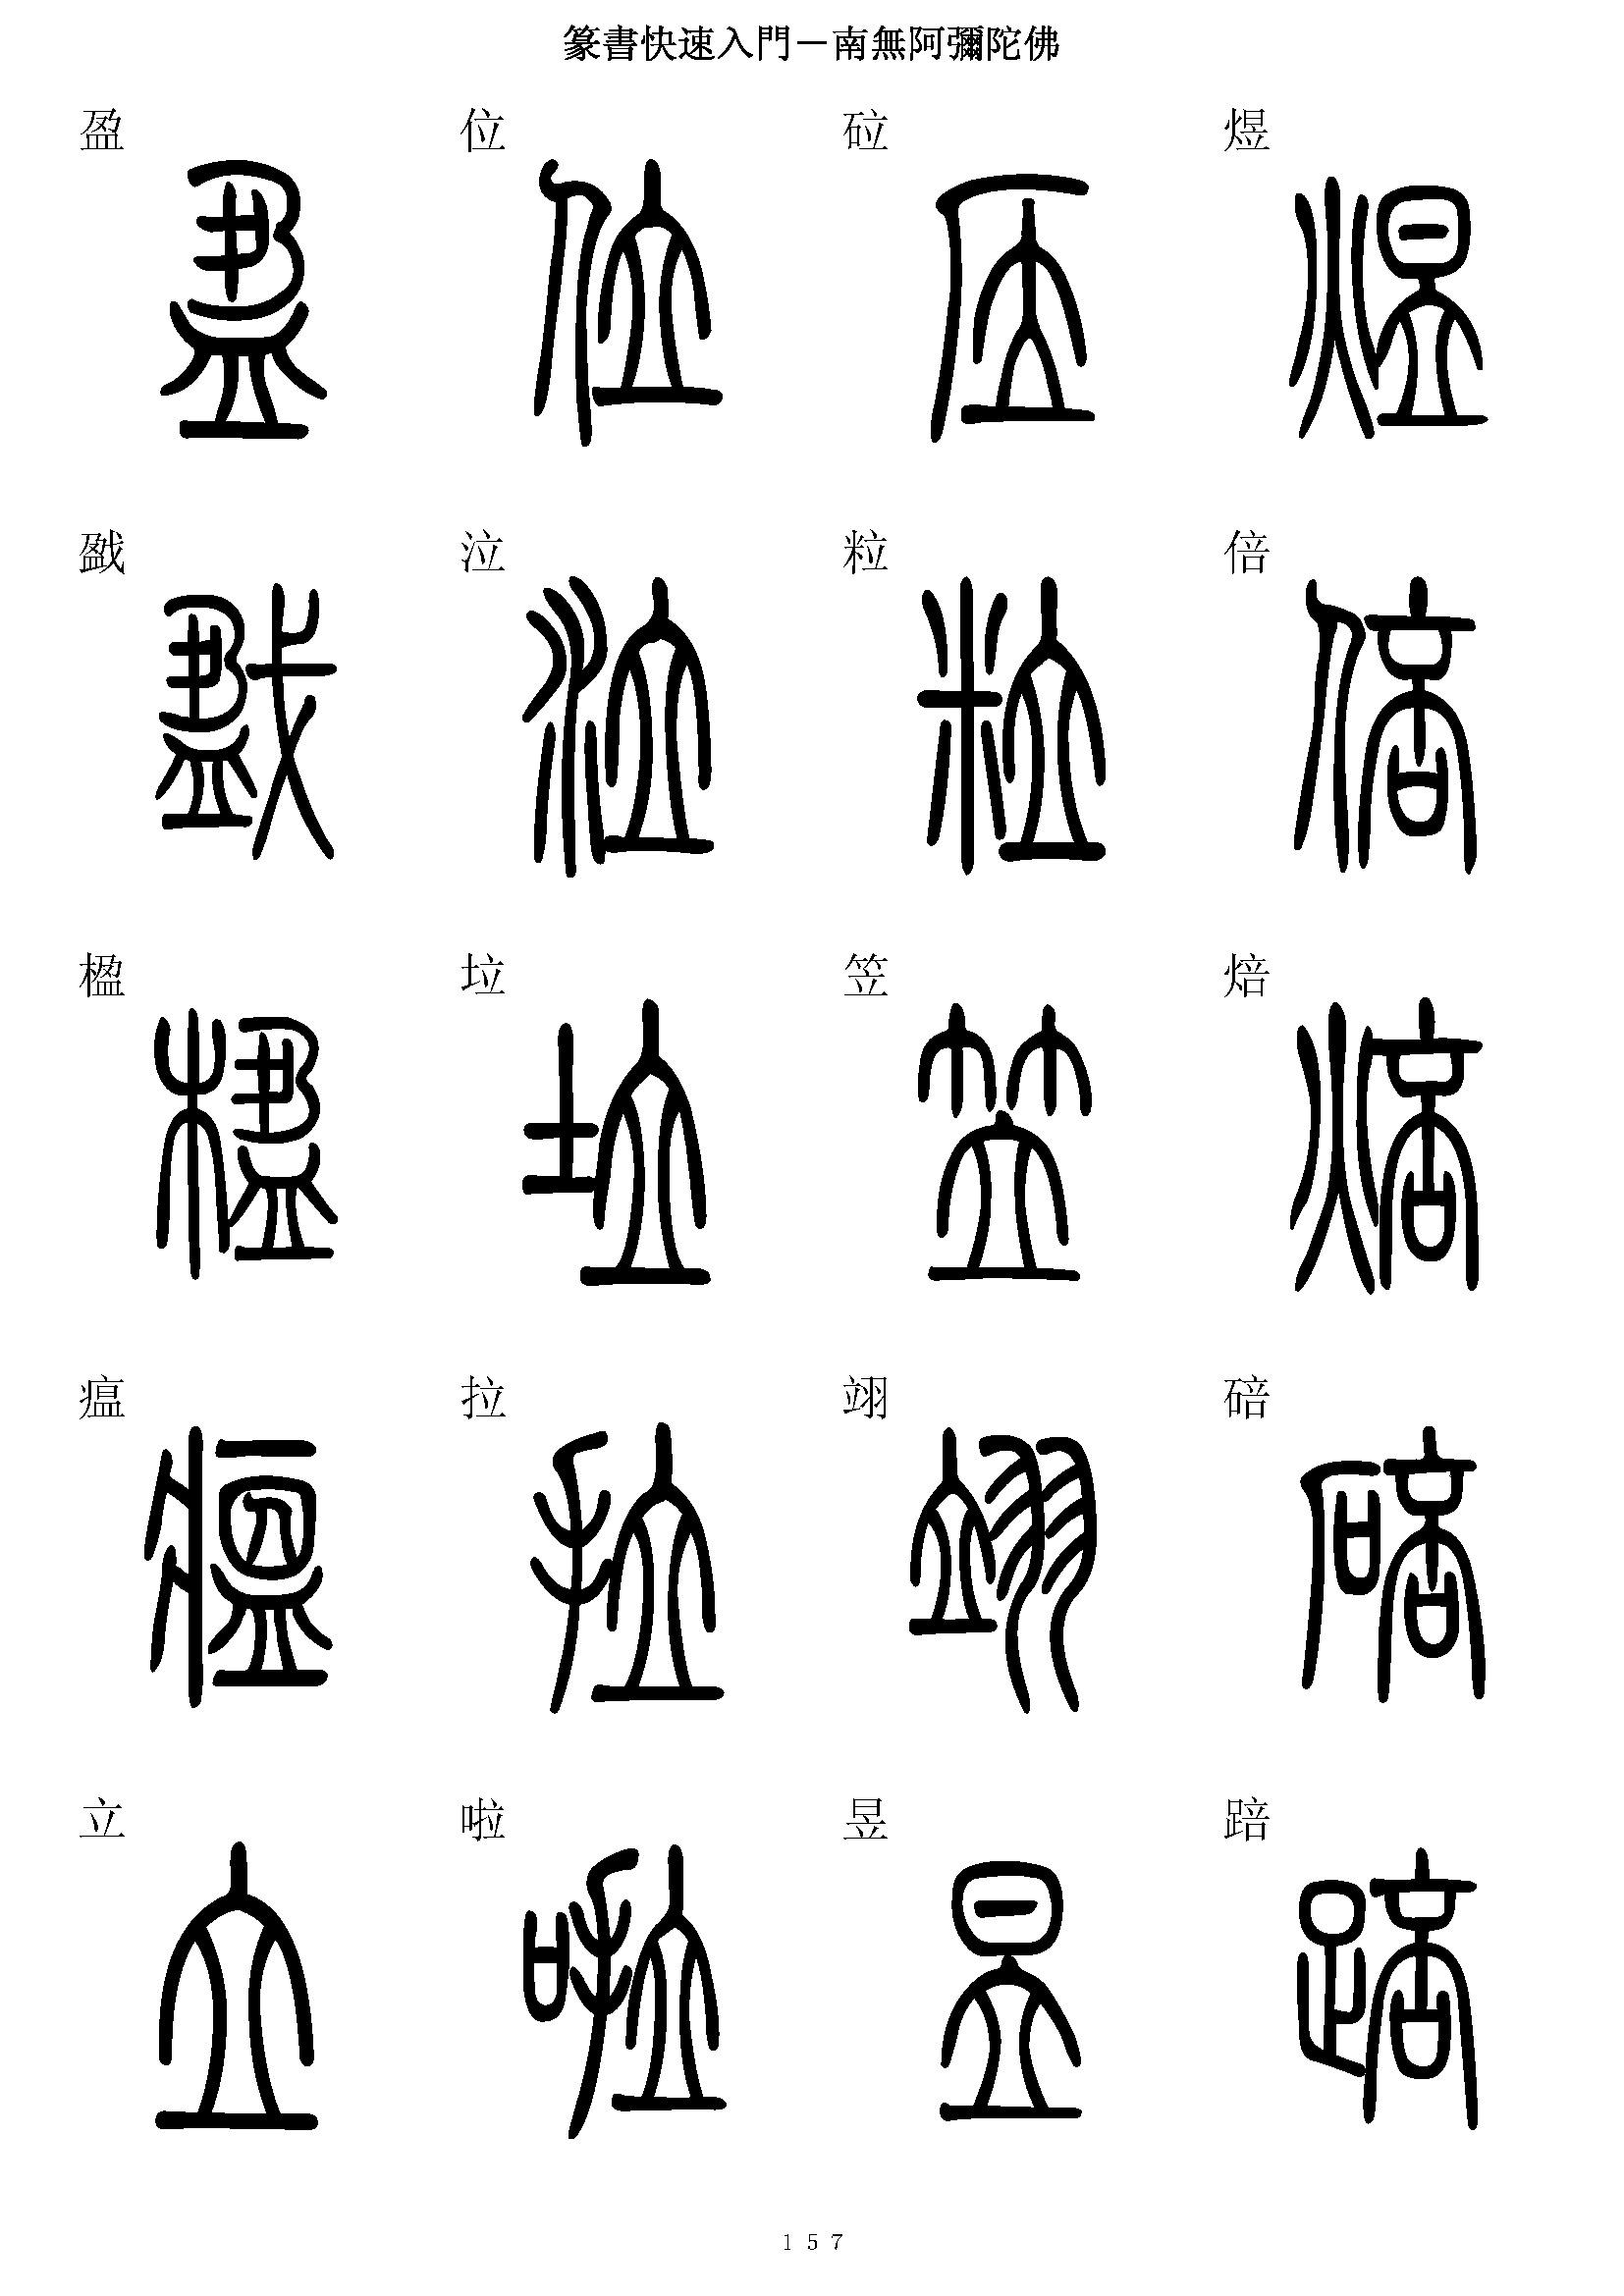 篆書快速入門－南無阿彌陀佛
盈 位 砬 煜
戤 泣 粒 倍
楹 垃 笠 焙
瘟 拉 翊 碚
立 啦 昱 踣
157